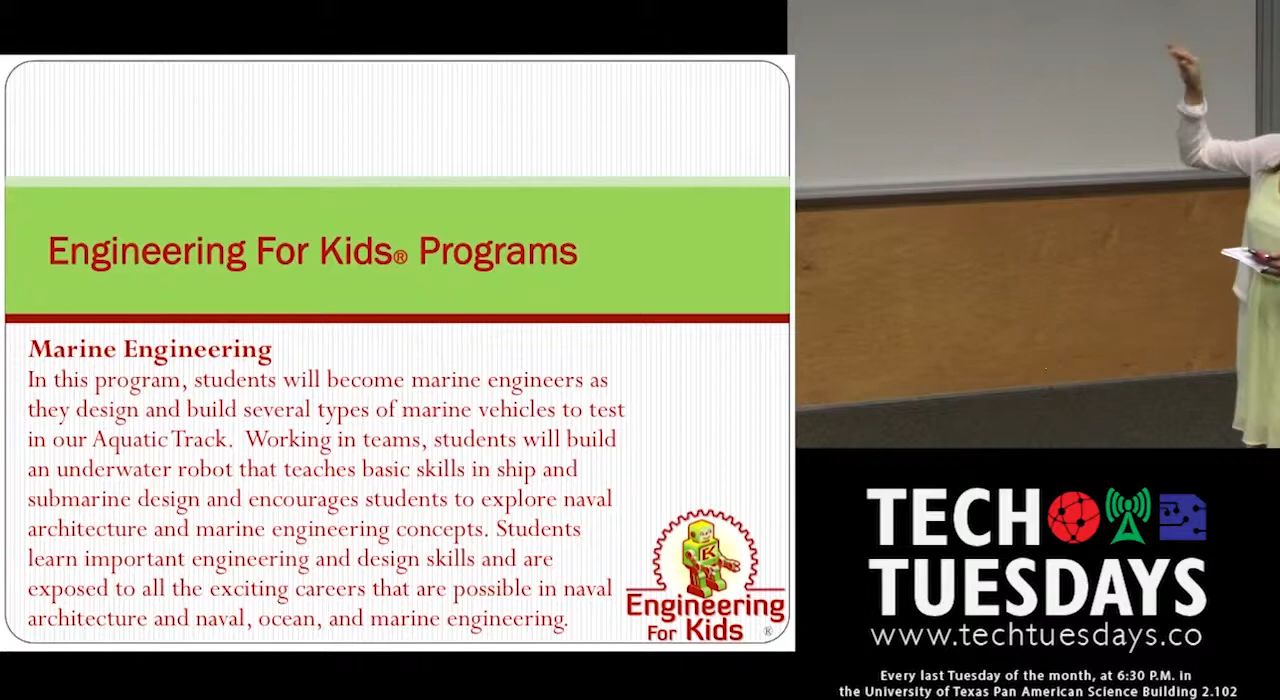 Engineering For Kids® Programs
Marine Engineering
In this program, students will become marine engineers as
they design and build several types of marine vehicles to test
in our Aquatic Track. Working in teams, students will build
an underwater robot that teaches basic skills in ship and
submarine design and encourages students to explore naval
architecture and marine engineering concepts. Students
learn important engineering and design skills and are
exposed to all the exciting careers that are possible in naval
architecture and naval, ocean, and marine engineering.
K
Engineering
For Kids ®
TECH
TUESDAYS
www.techtuesdays.co
Every last Tuesday of the month, at 6:30 P.M. in
the University of Texas Pan American Science Building 2.102